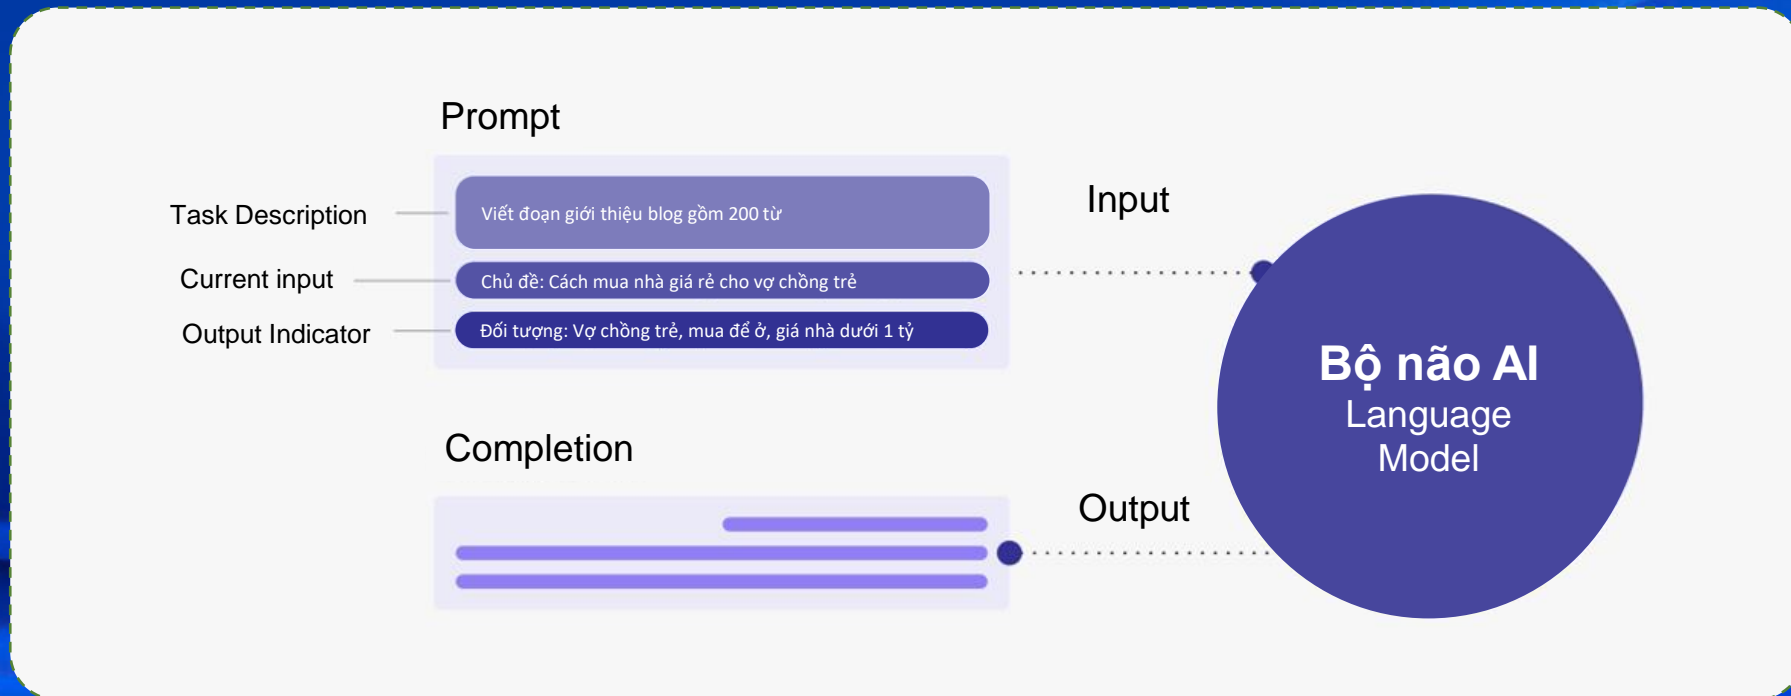 Prompt
Task Description
Viết đoạn giới thiệu blog gồm 200 từ
Input
Current input
Chủ đề: Cách mua nhà giá rẻ cho vợ chồng trẻ
Output Indicator
Đối tượng: Vợ chồng trẻ, mua để ở, giá nhà dưới 1 tỷ
Bộ não AI
Language
Model
Completion
Output